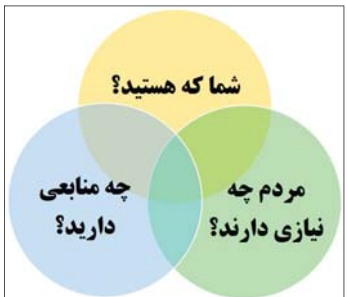 شما که هستید؟
مردم چه
نیازی دارند؟
چه منابعی
دارید؟